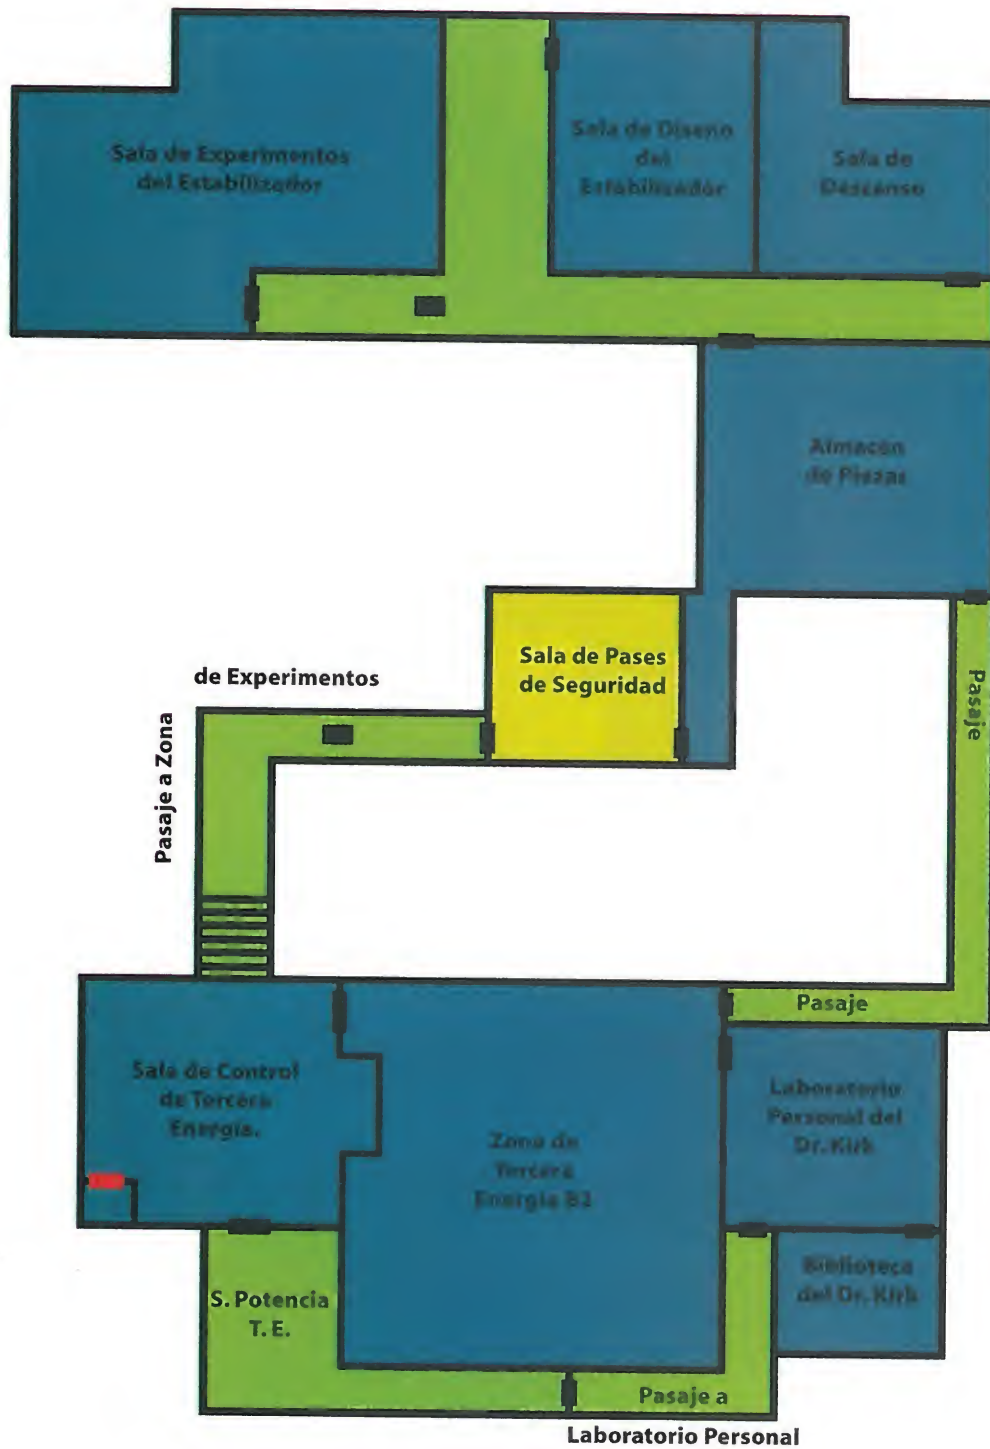 Sala de Experimentos
del Estabilizador
Sala de Diseno
del
Estabilizador
Sala de
Descanso
Almacén
de Piezas
Sala de Pases
de Seguridad
de Experimentos
Pasaje a Zona
Pasaje
Pasaje
Sala de Control
de Tercera
Energía.
Zona de
Tercera
Energía B2
Laboratorio
Personal del
Dr. Kirk
Biblioteca
del Dr. Kirk
S. Potencia
T. E.
Pasaje a
Laboratorio Personal